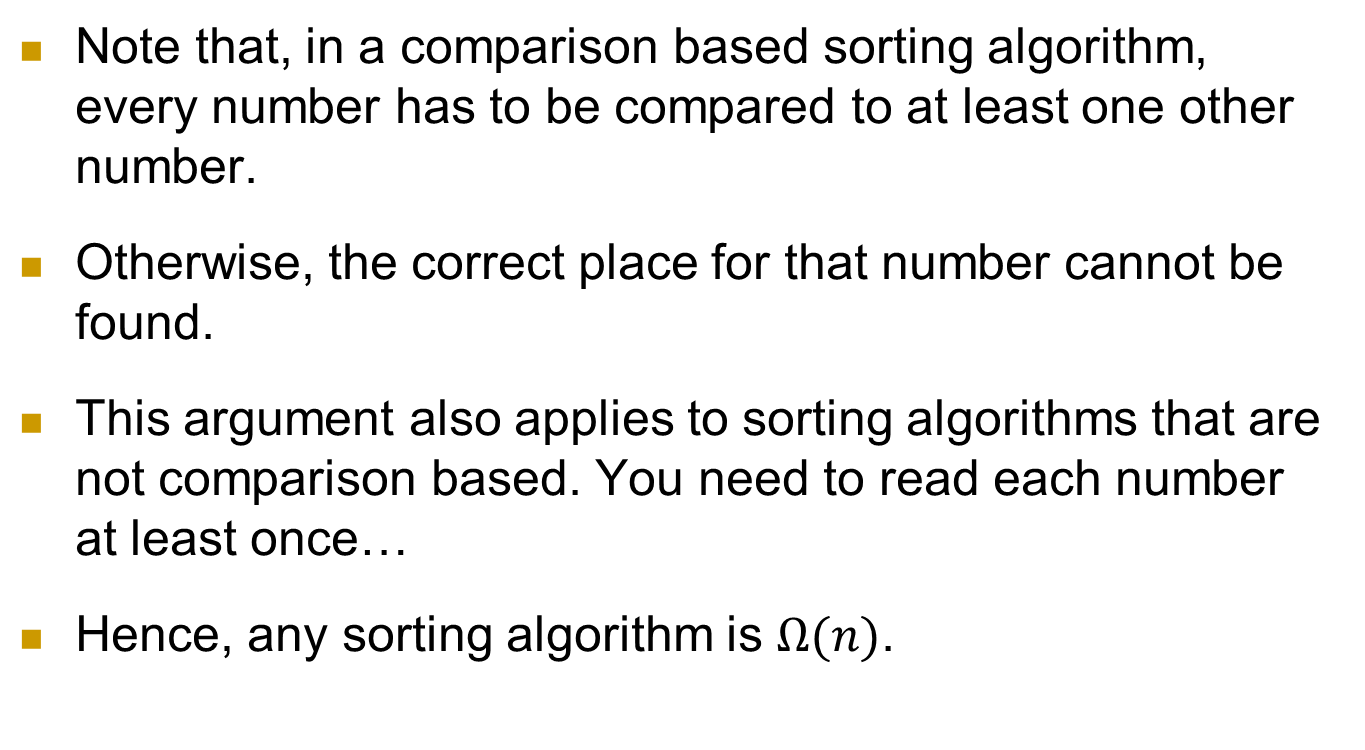 Note that, in a comparison based sorting algorithm,
every number has to be compared to at least one other
number.
Otherwise, the correct place for that number cannot be
found.
This argument also applies to sorting algorithms that are
not comparison based. You need to read each number
at least once…
Hence, any sorting algorithm is Ω(𝑛).